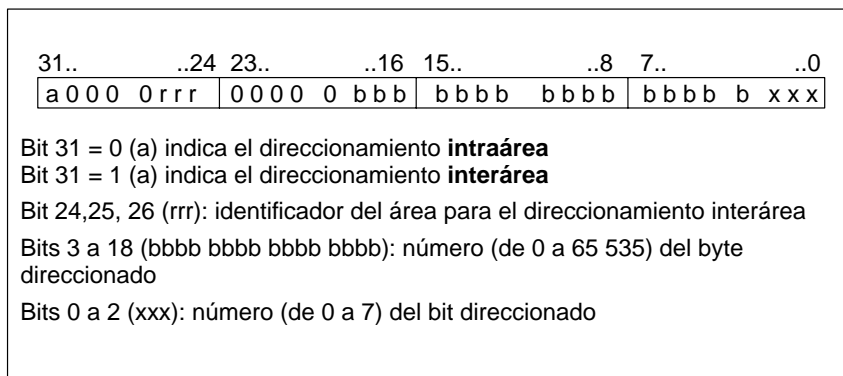 31.. ..24 23.. ..16 15.. ..8 7.. ..0
a 0 0 0 0 r r r 0 0 0 0 0 b b b b b b b b b b b b b b b b x x x
Bit 31 = 0 (a) indica el direccionamiento intraárea
Bit 31 = 1 (a) indica el direccionamiento interárea
Bit 24,25, 26 (rrr): identificador del área para el direccionamiento interárea
Bits 3 a 18 (bbbb bbbb bbbb bbbb): número (de 0 a 65 535) del byte
direccionado
Bits 0 a 2 (xxx): número (de 0 a 7) del bit direccionado